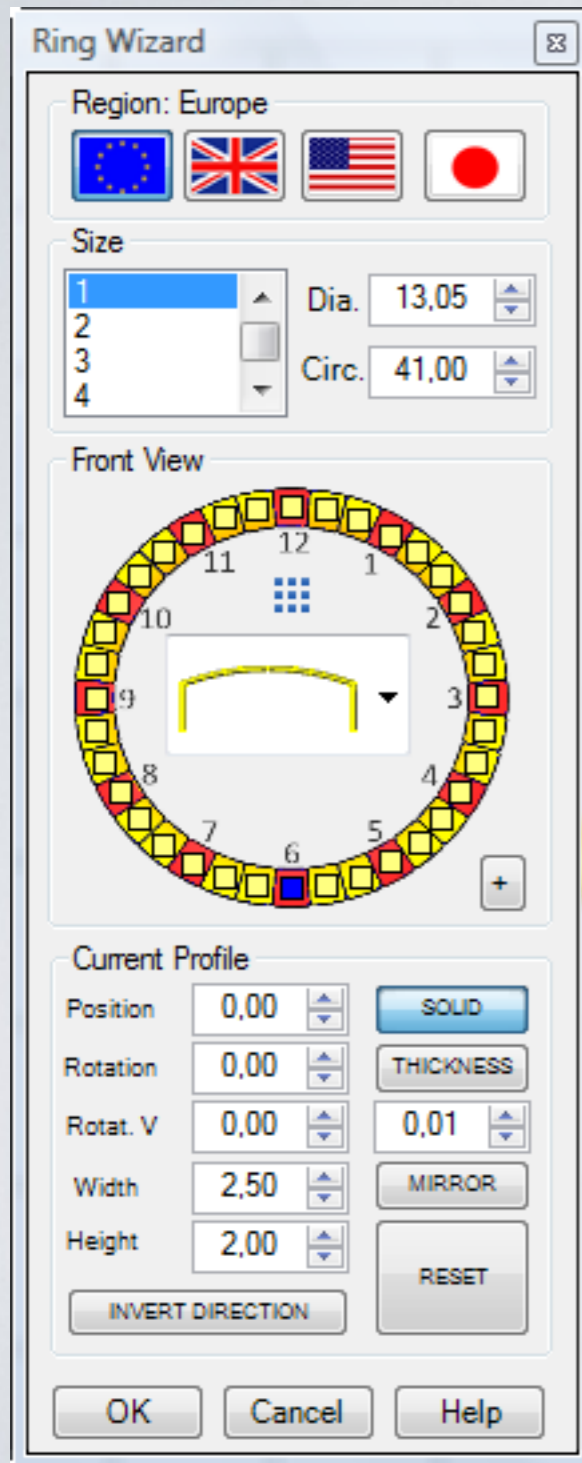 Ring Wizard
Region: Europe
Size
1
2
3
4
Dia. 13,05
Circ. 41,00
Front View
12
11
1
10
2
9
3
8
4
7
5
6
+
Current Profile
Position 0,00 SOLID
Rotation 0,00 THICKNESS
Rotat. V 0,00 0,01
Width 2,50 MIRROR
Height 2,00 RESET
INVERT DIRECTION
OK Cancel Help